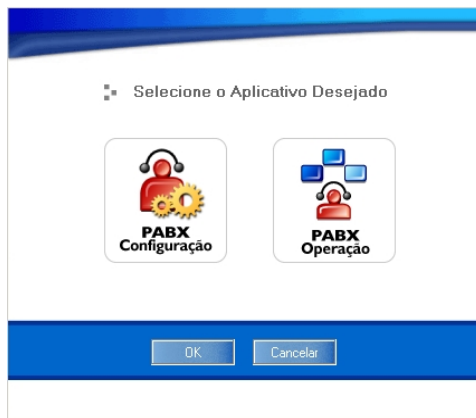 Selecione o Aplicativo Desejado
PABX
Configuração
PABX
Operação
OK
Cancelar